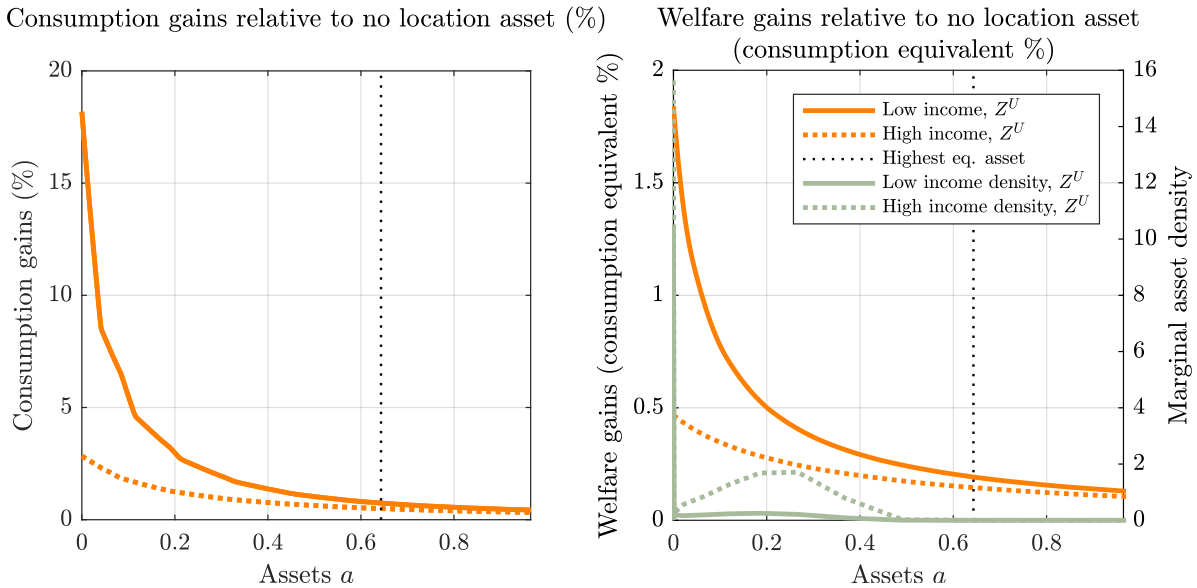 Consumption gains relative to no location asset (%)
20
15
10
5
0
0
0.2
0.4
0.6
0.8
Consumption gains (%)
Assets a
Welfare gains relative to no location asset
(consumption equivalent %)
2
1.5
1
0.5
0
16
14
12
10
8
6
4
2
0
0
0.2
0.4
0.6
0.8
Welfare gains (consumption equivalent %)
Marginal asset density
Assets a
Low income, Z^U
High income, Z^U
Highest eq. asset
Low income density, Z^U
High income density, Z^U